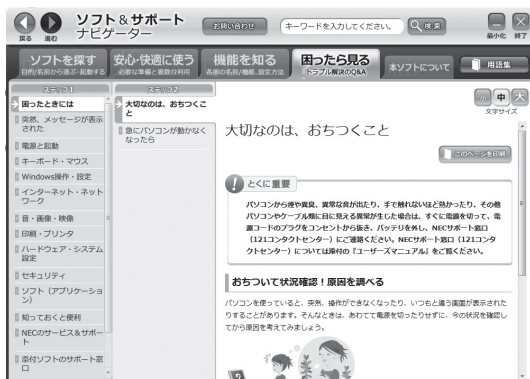 戻る 進む
ソフト&サポート
ナビゲーター
お問い合わせ
キーワードを入力してください。
検索
最小化 終了
ソフトを探す
目的/名前から選ぶ・起動する
安心・快適に使う
必要な準備と複数台利用
機能を知る
各部の名前/機能、設定方法
困ったら見る
トラブル解決のQ&A
本ソフトについて
用語集
ステップ1
困ったときには
突然、メッセージが表示
された
電源と起動
キーボード・マウス
Windows操作・設定
インターネット・ネット
ワーク
音・画像・映像
印刷・プリンタ
ハードウェア・システム
設定
セキュリティ
ソフト（アプリケーショ
ン）
知っておくと便利
NECのサービス&サポー
ト
添付ソフトのサポート窓
口
ステップ2
大切なのは、おちつくこ
と
急にパソコンが動かなく
なったら
小 中 大
文字サイズ
大切なのは、おちつくこと
このページを印刷
とくに重要
パソコンから煙や異臭、異常な音が出たり、手で触れないほど熱かったり、その他
パソコンやケーブル類に目に見える異常が生じた場合は、すぐに電源を切って、電
源コードのプラグをコンセントから抜き、バッテリを外し、NECサポート窓口
（121コンタクトセンター）にご連絡ください。NECサポート窓口（121コンタ
クトセンター）については添付の『ユーザーズマニュアル』をご覧ください。
おちついて状況確認！原因を調べる
パソコンを使っていると、突然、操作ができなくなったり、いつもと違う画面が表示された
りすることがあります。そんなときは、あわてて電源を切ったりせずに、今の状況を確認し
てから原因を考えてみましょう。